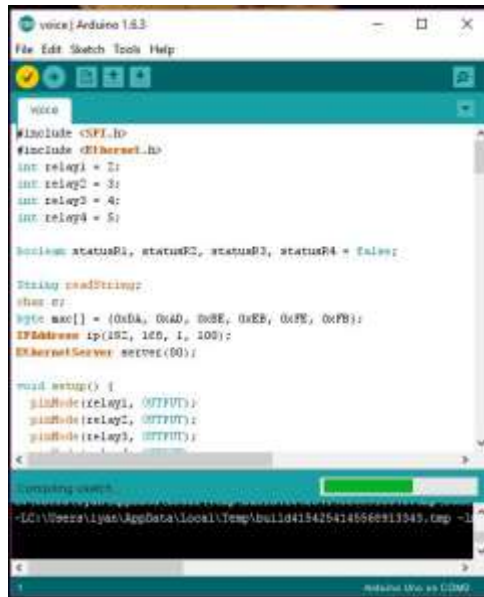 voice | Arduino 1.6.3
File Edit Sketch Tools Help
voice
#include <SPI.h>
#include <Ethernet.h>
int relay1 = 2;
int relay2 = 3;
int relay3 = 4;
int relay4 = 5;
boolean statusR1, statusR2, statusR3, statusR4 = false;
String readString;
char c;
byte mac[] = {0xDA, 0xAD, 0xBE, 0xEB, 0xFE, 0xFB};
IPAddress ip(192, 168, 1, 100);
EthernetServer server(80);
void setup() {
pinMode(relay1, OUTPUT);
pinMode(relay2, OUTPUT);
pinMode(relay3, OUTPUT);
Compiling sketch...
1
Arduino Uno on